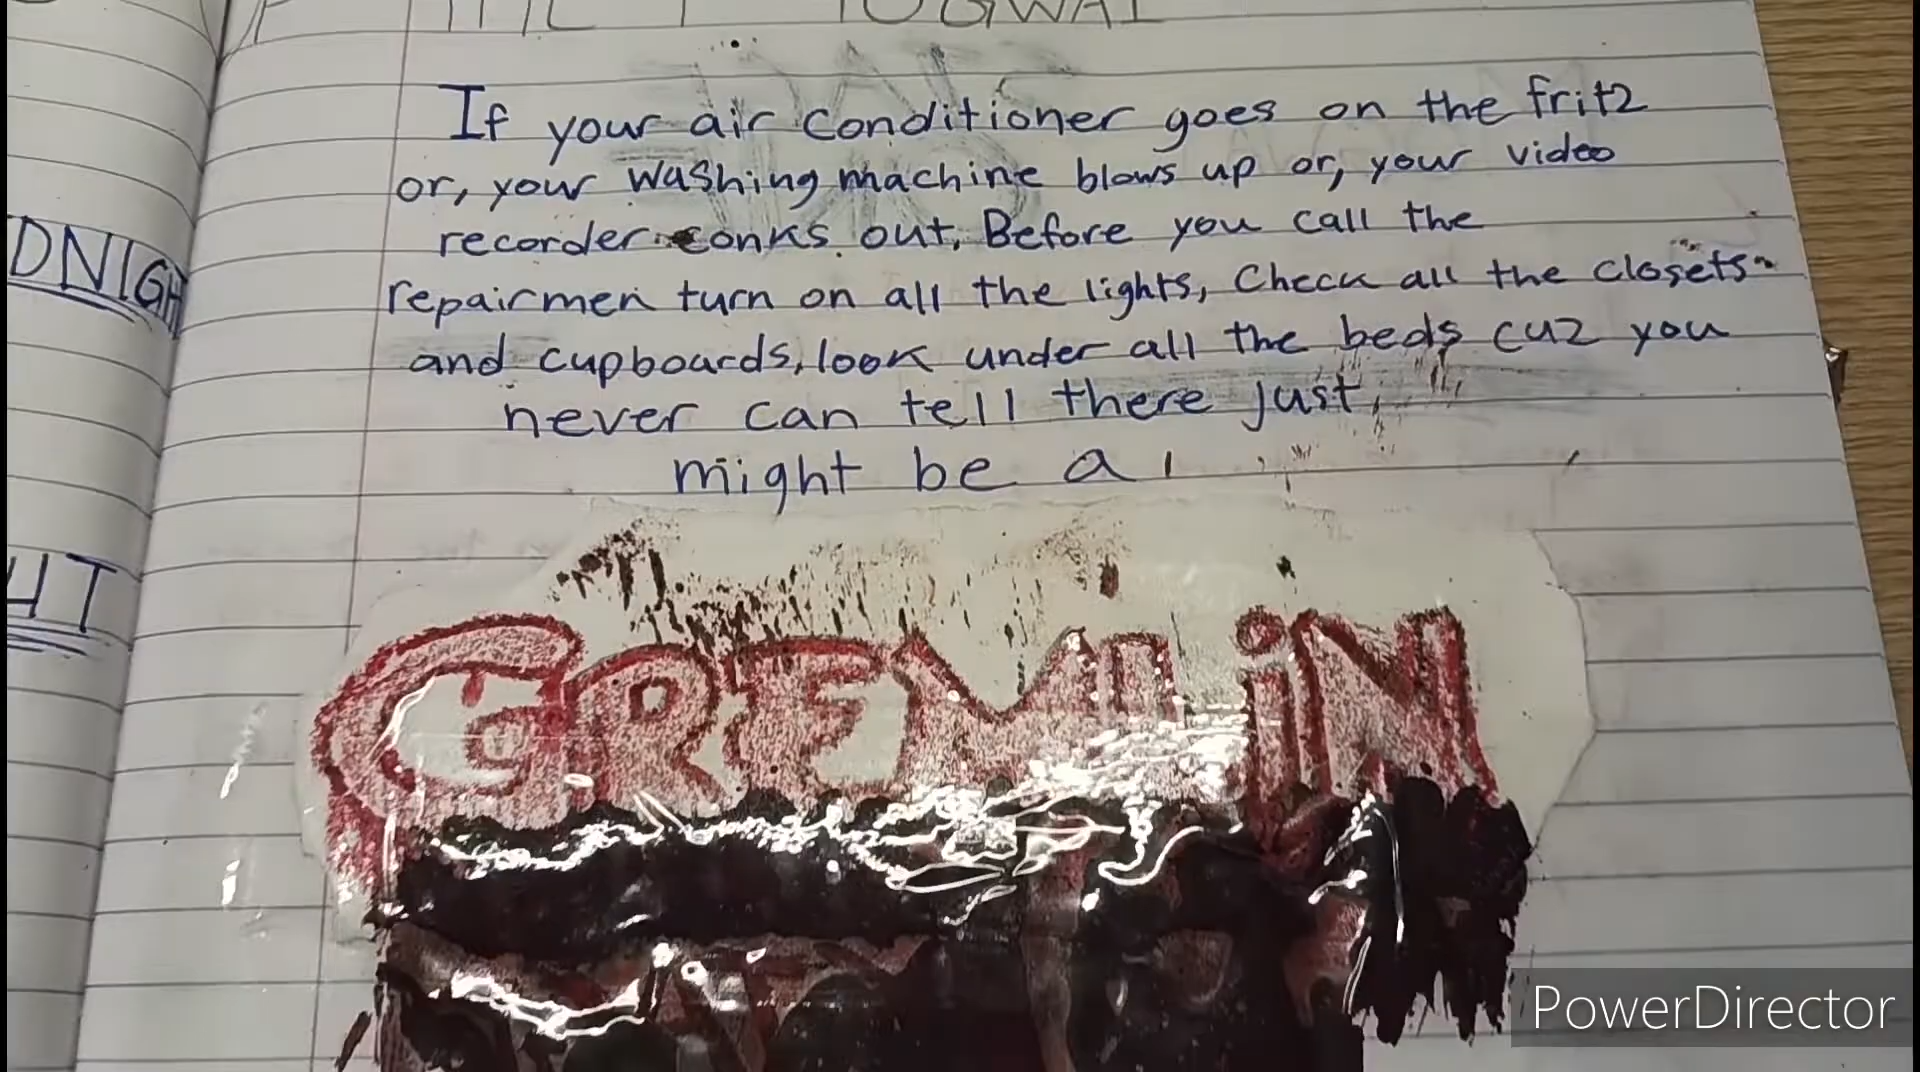 MOGWAI
If your air conditioner goes on the fritz
or, your washing machine blows up or, your video
recorder conks out, Before you call the
repairmen turn on all the lights, Check all the closets
and cupboards, look under all the beds cuz you
never can tell there just
might be a
GREMLiN
DNIGH
HT
PowerDirector